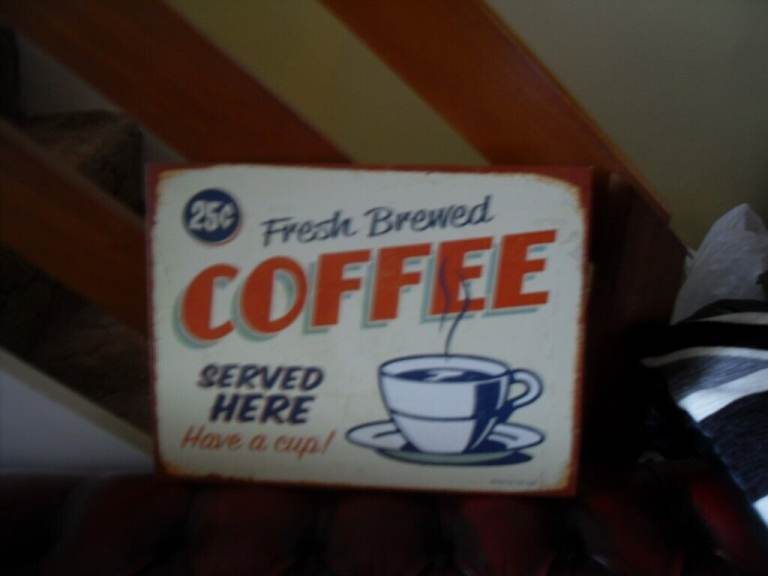 25¢
Fresh Brewed
COFFEE
SERVED
HERE
Have a cup!